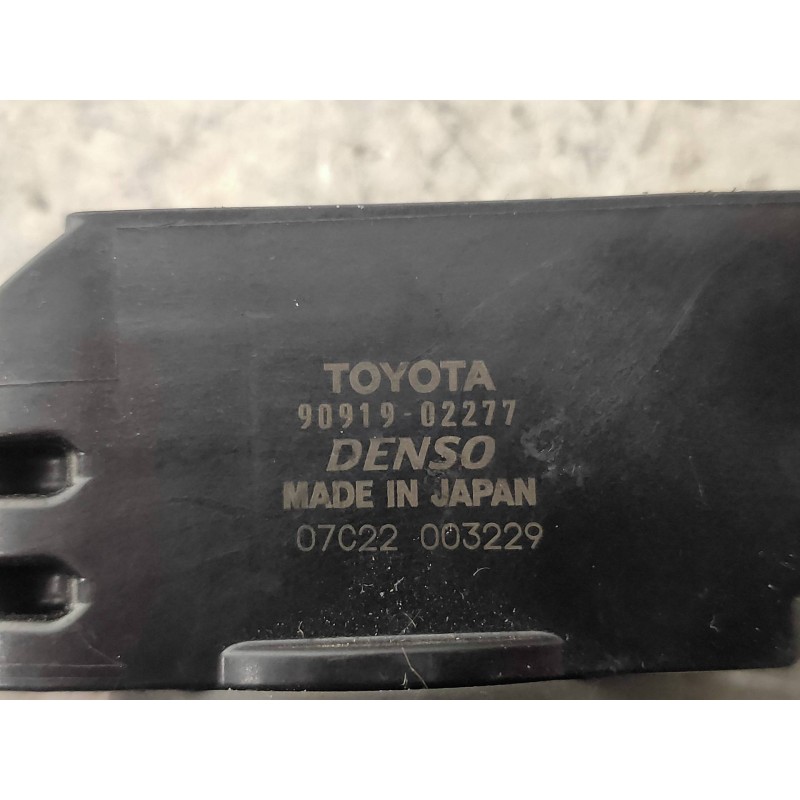 TOYOTA
90919-02277
DENSO
MADE IN JAPAN
07C22 003229